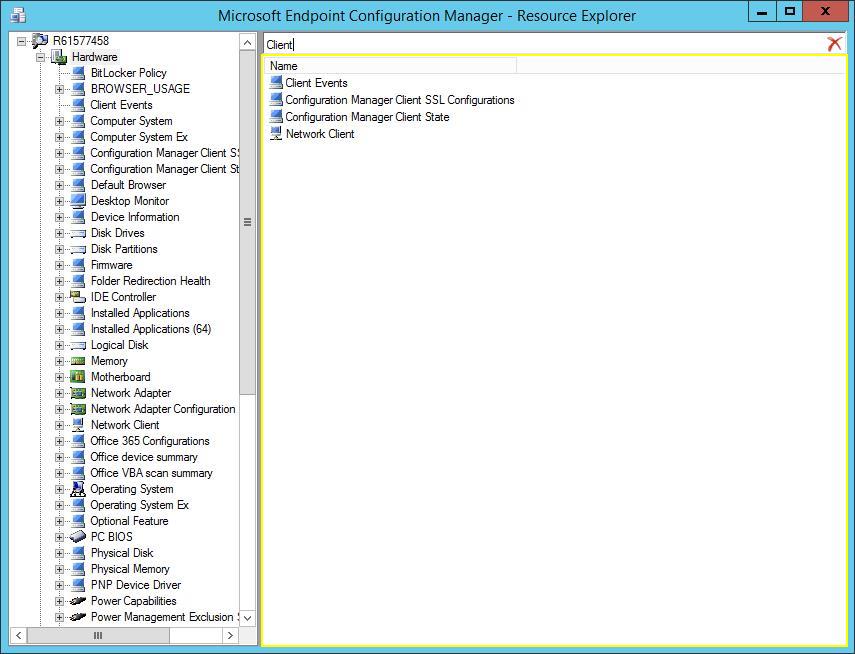 Microsoft Endpoint Configuration Manager - Resource Explorer
R61577458
Hardware
BitLocker Policy
BROWSER_USAGE
Client Events
Computer System
Computer System Ex
Configuration Manager Client S
Configuration Manager Client St
Default Browser
Desktop Monitor
Device Information
Disk Drives
Disk Partitions
Firmware
Folder Redirection Health
IDE Controller
Installed Applications
Installed Applications (64)
Logical Disk
Memory
Motherboard
Network Adapter
Network Adapter Configuration
Network Client
Office 365 Configurations
Office device summary
Office VBA scan summary
Operating System
Operating System Ex
Optional Feature
PC BIOS
Physical Disk
Physical Memory
PNP Device Driver
Power Capabilities
Power Management Exclusion
Client
Name
Client Events
Configuration Manager Client SSL Configurations
Configuration Manager Client State
Network Client